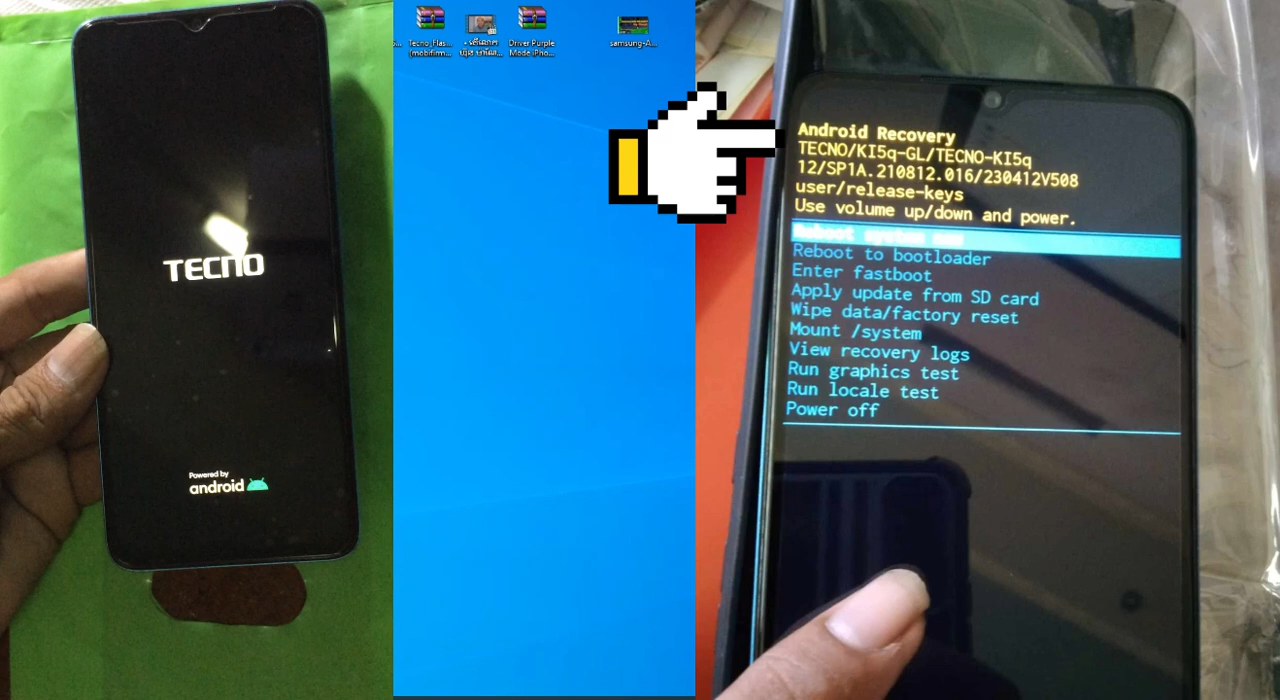 TECNO
Powered by
android
Tecno_Flas...
(mobifirm...
Driver Purple
Mode iPho...
samsung-A...
Android Recovery
TECNO/KI5q-GL/TECNO-KI5q
12/SP1A.210812.016/230412V508
user/release-keys
Use volume up/down and power.
Reboot system now
Reboot to bootloader
Enter fastboot
Apply update from SD card
Wipe data/factory reset
Mount /system
View recovery logs
Run graphics test
Run locale test
Power off